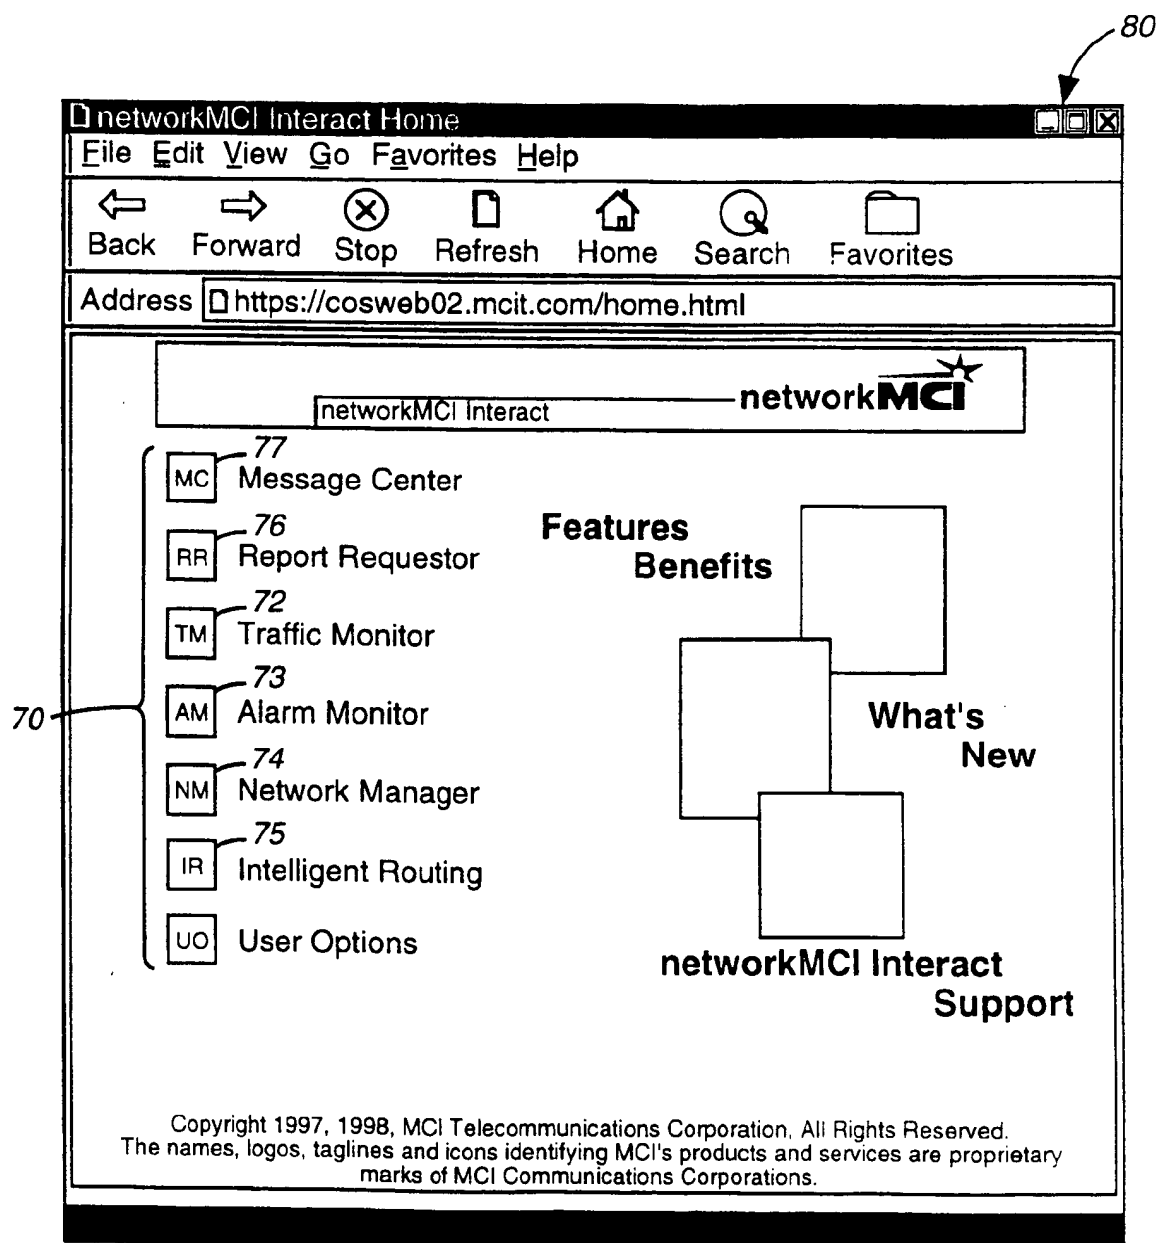 80
networkMCI Interact Home
File Edit View Go Favorites Help
Back Forward Stop Refresh Home Search Favorites
Address https://cosweb02.mcit.com/home.html
networkMCI Interact
networkMCI
77
MC Message Center
76
RR Report Requestor
72
TM Traffic Monitor
73
AM Alarm Monitor
74
NM Network Manager
75
IR Intelligent Routing
UO User Options
70
Features
Benefits
What's
New
networkMCI Interact
Support
Copyright 1997, 1998, MCI Telecommunications Corporation, All Rights Reserved.
The names, logos, taglines and icons identifying MCI's products and services are proprietary
marks of MCI Communications Corporations.